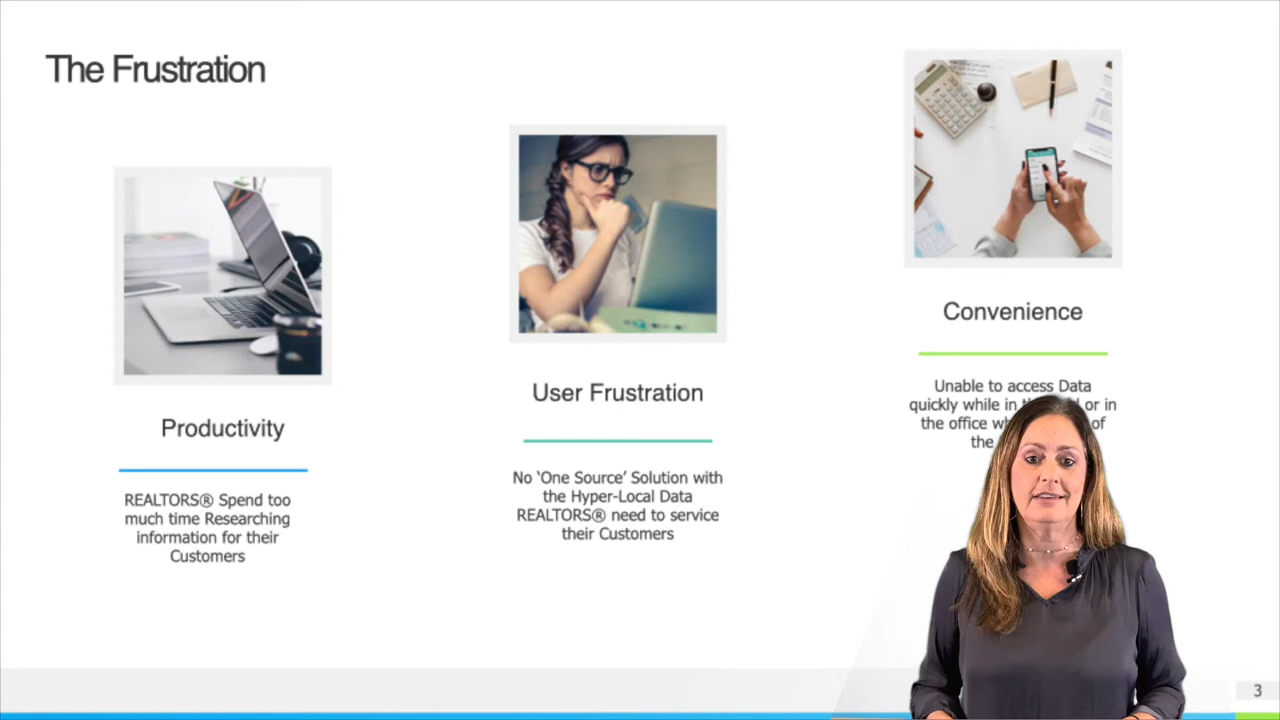 The Frustration
Productivity
REALTORS® Spend too
much time Researching
information for their
Customers
User Frustration
No ‘One Source’ Solution with
the Hyper-Local Data
REALTORS® need to service
their Customers
Convenience
Unable to access Data
quickly while in or in
the office of
the
3